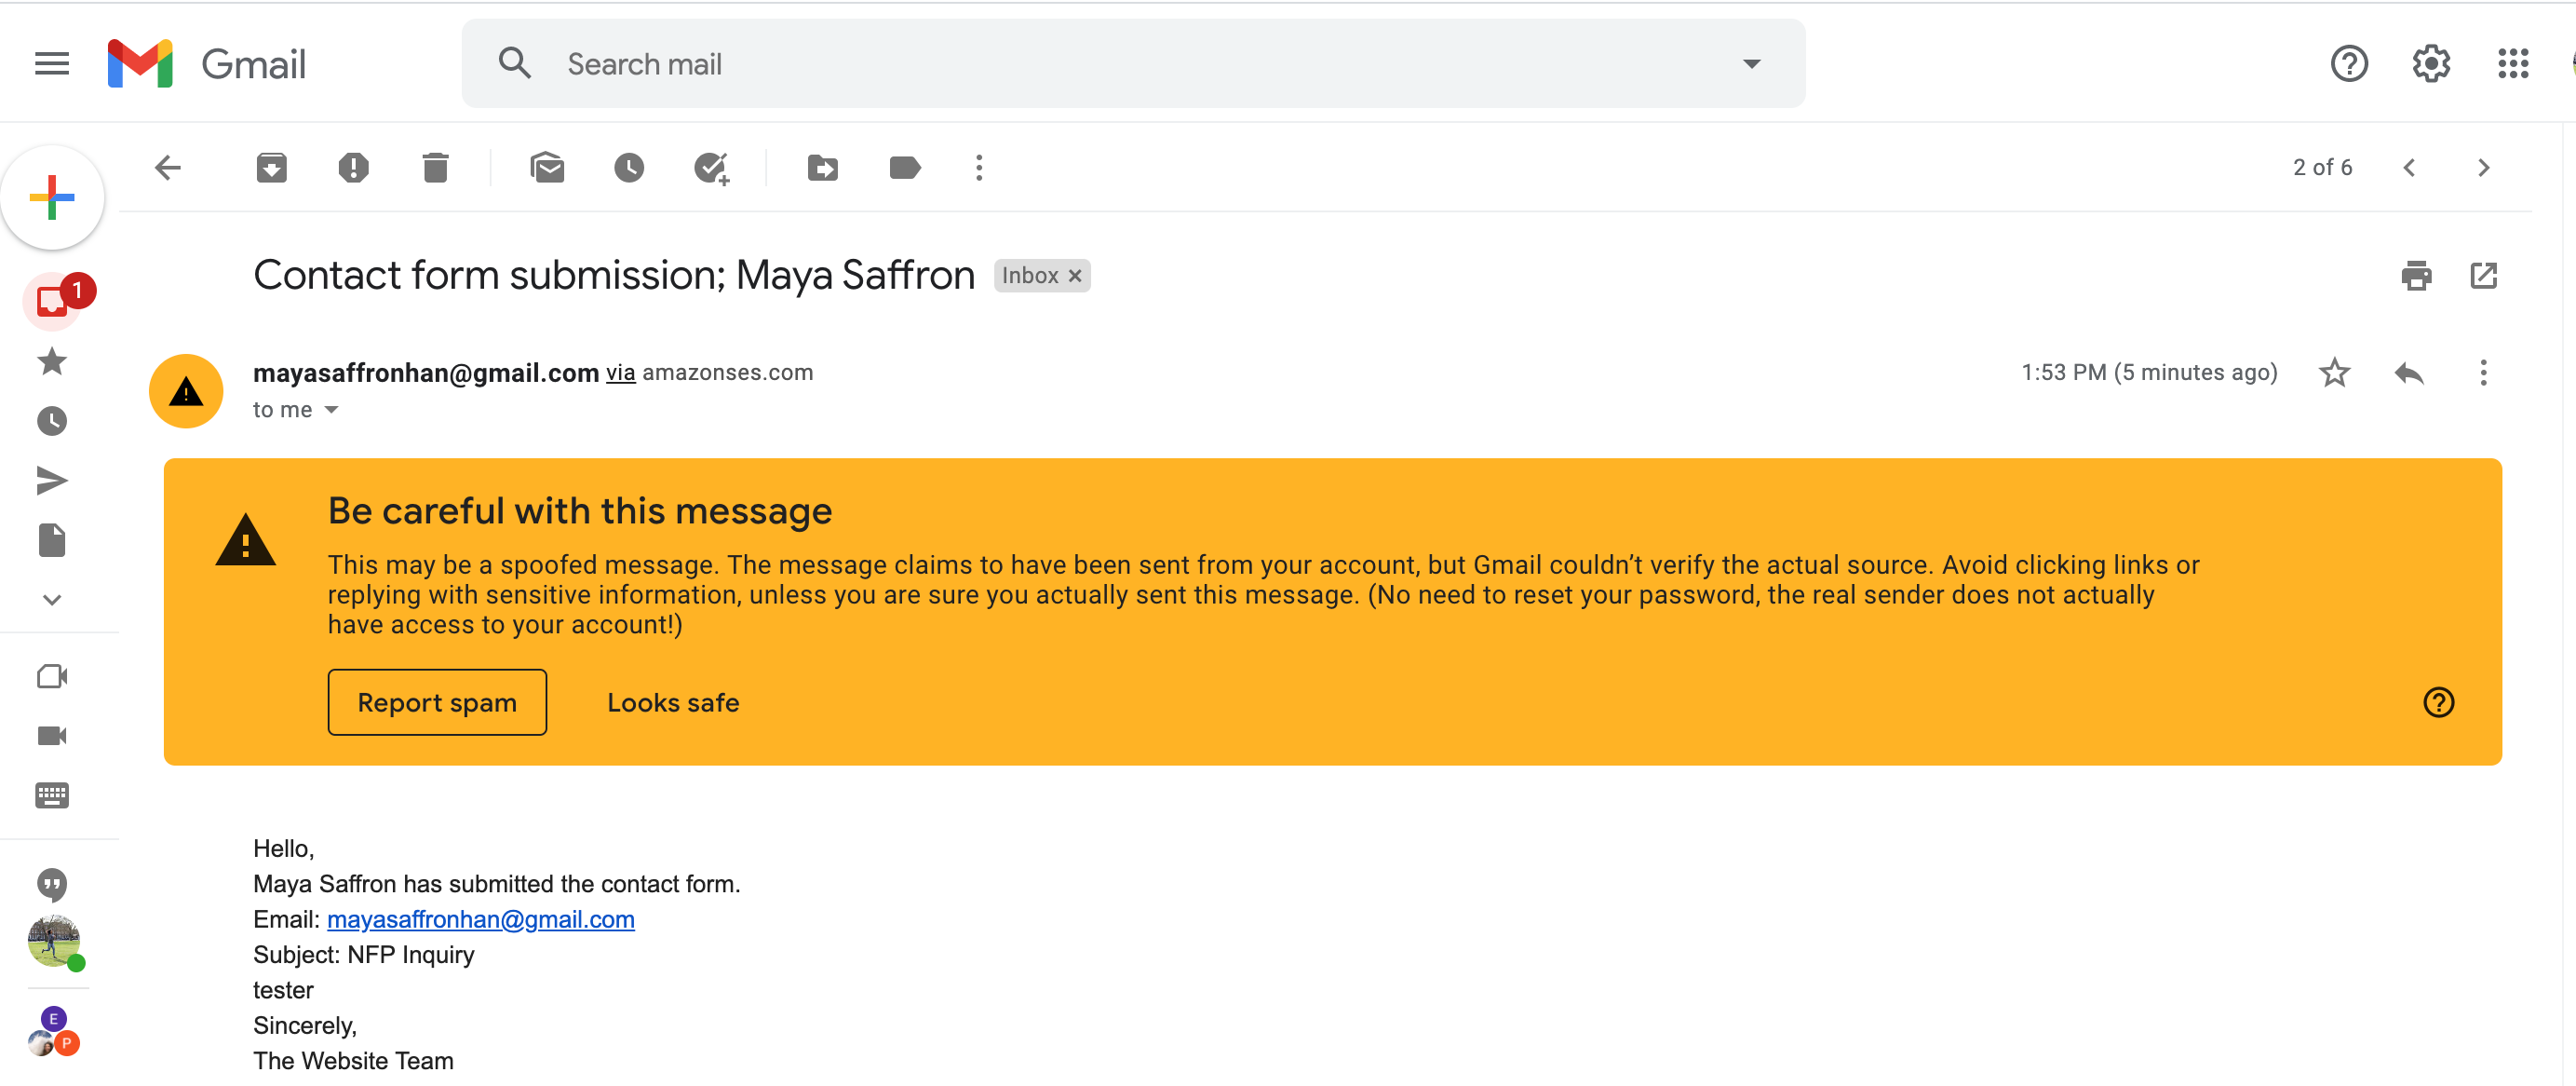 Gmail
Search mail
2 of 6
1
Contact form submission; Maya Saffron Inbox ×
mayasaffronhan@gmail.com via amazonses.com
1:53 PM (5 minutes ago)
to me
Be careful with this message
This may be a spoofed message. The message claims to have been sent from your account, but Gmail couldn’t verify the actual source. Avoid clicking links or
replying with sensitive information, unless you are sure you actually sent this message. (No need to reset your password, the real sender does not actually
have access to your account!)
Report spam Looks safe
Hello,
Maya Saffron has submitted the contact form.
Email: mayasaffronhan@gmail.com
Subject: NFP Inquiry
tester
Sincerely,
The Website Team
E
P